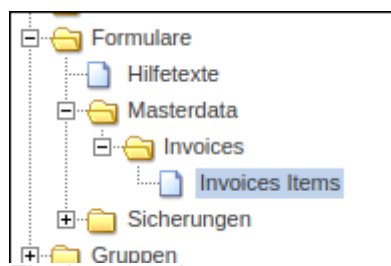 Formulare
Hilfetexte
Masterdata
Invoices
Invoices Items
Sicherungen
Gruppen